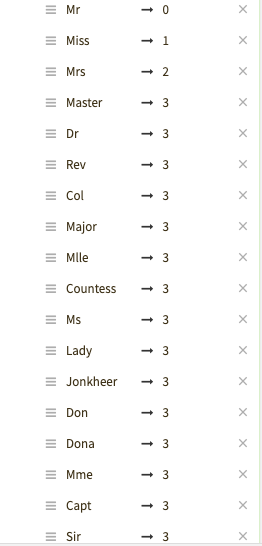 Mr → 0 ×
Miss → 1 ×
Mrs → 2 ×
Master → 3 ×
Dr → 3 ×
Rev → 3 ×
Col → 3 ×
Major → 3 ×
Mlle → 3 ×
Countess → 3 ×
Ms → 3 ×
Lady → 3 ×
Jonkheer → 3 ×
Don → 3 ×
Dona → 3 ×
Mme → 3 ×
Capt → 3 ×
Sir → 3 ×